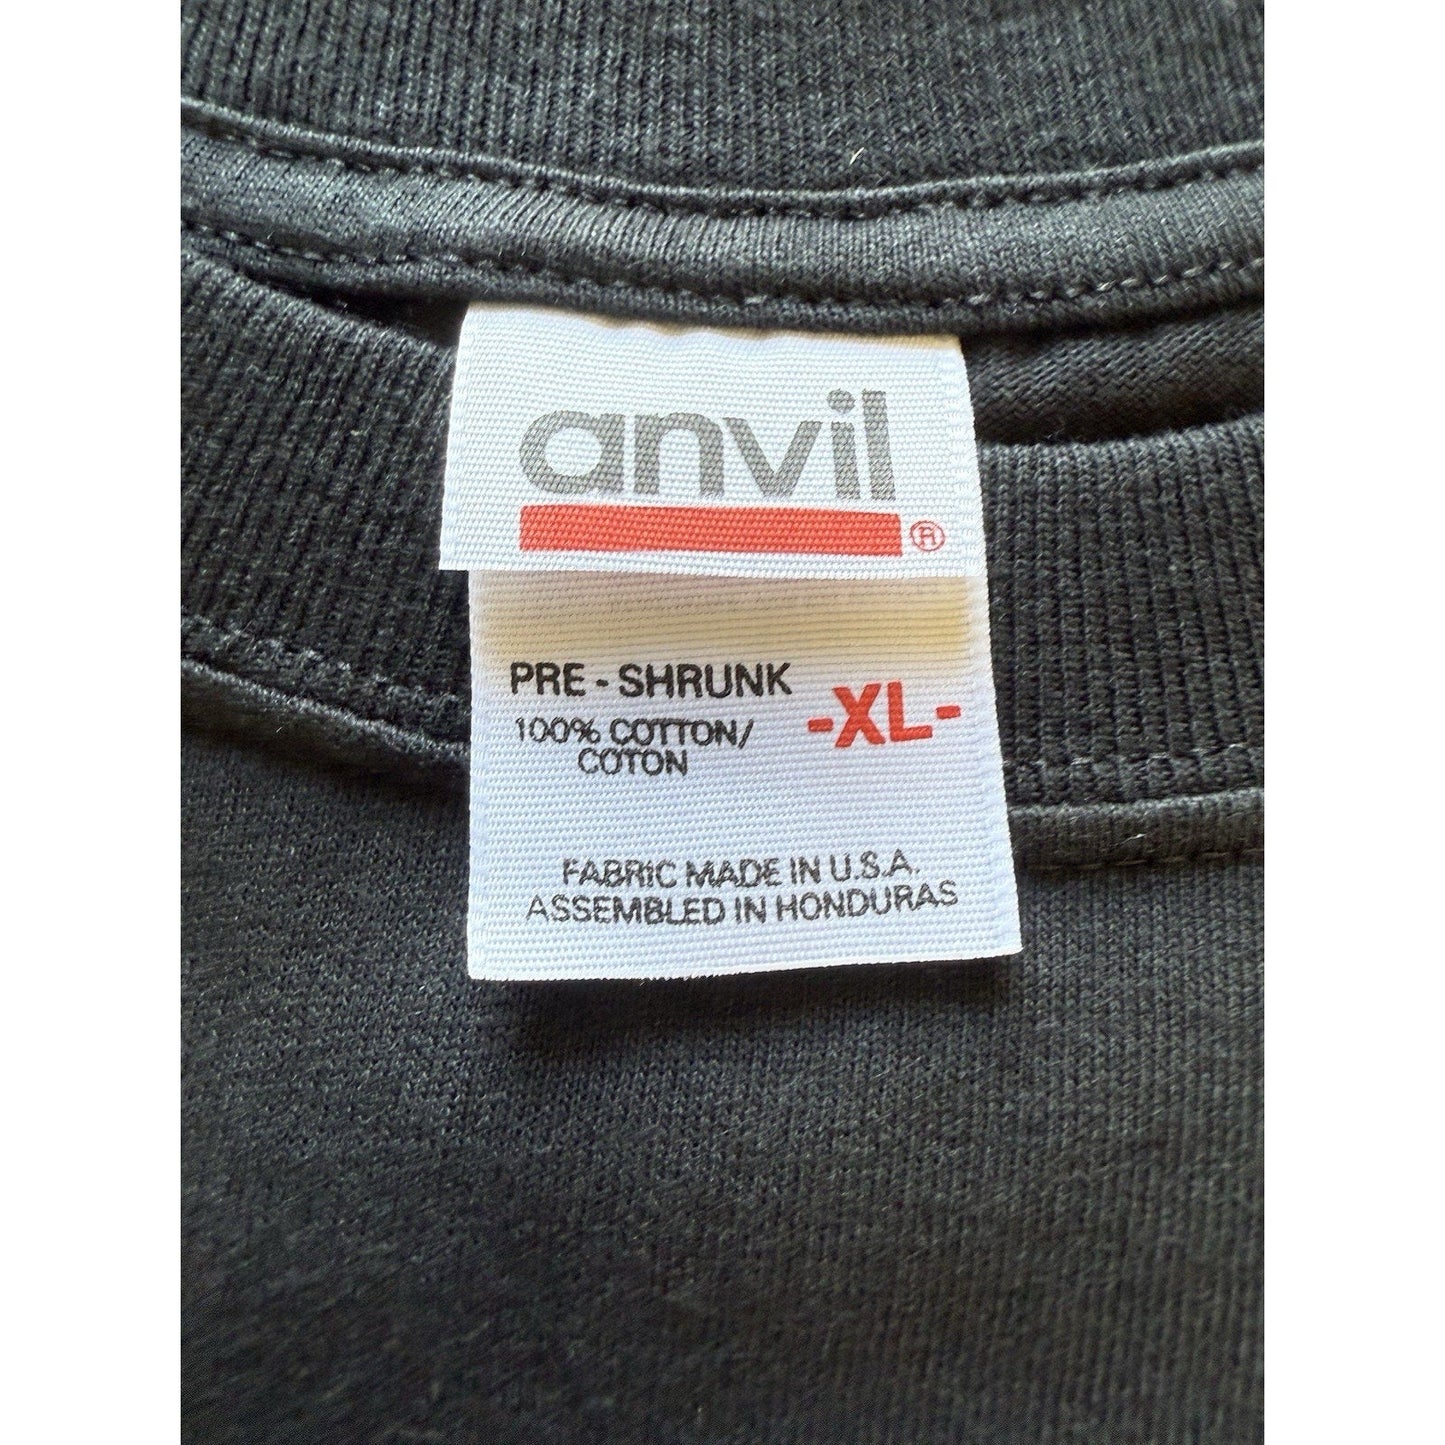 anvil ®
PRE - SHRUNK
-XL-
100% COTTON/
COTON
FABRIC MADE IN U.S.A.
ASSEMBLED IN HONDURAS